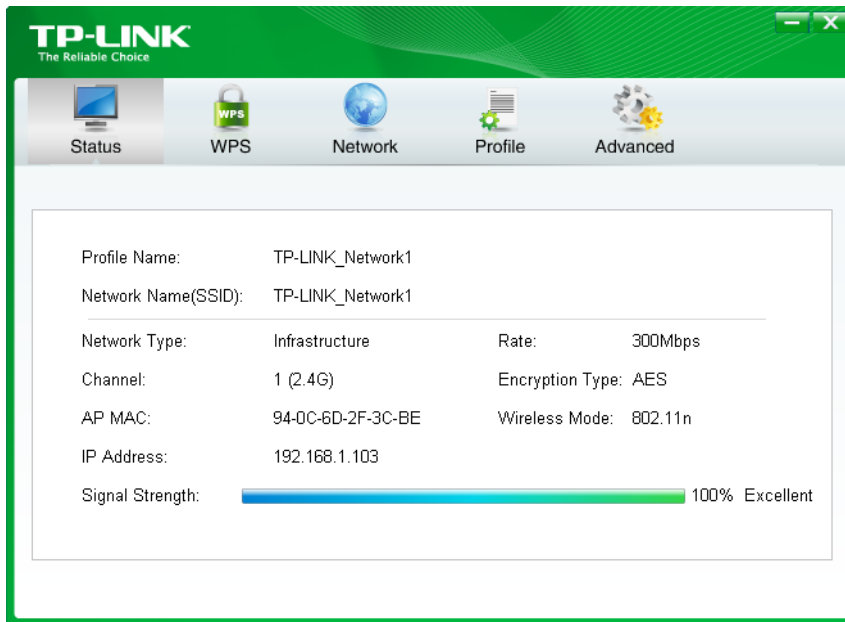 TP-LINK
The Reliable Choice
WPS
Status WPS Network Profile Advanced
Profile Name: TP-LINK_Network1
Network Name(SSID): TP-LINK_Network1
Network Type: Infrastructure Rate: 300Mbps
Channel: 1 (2.4G) Encryption Type: AES
AP MAC: 94-0C-6D-2F-3C-BE Wireless Mode: 802.11n
IP Address: 192.168.1.103
Signal Strength: 100% Excellent